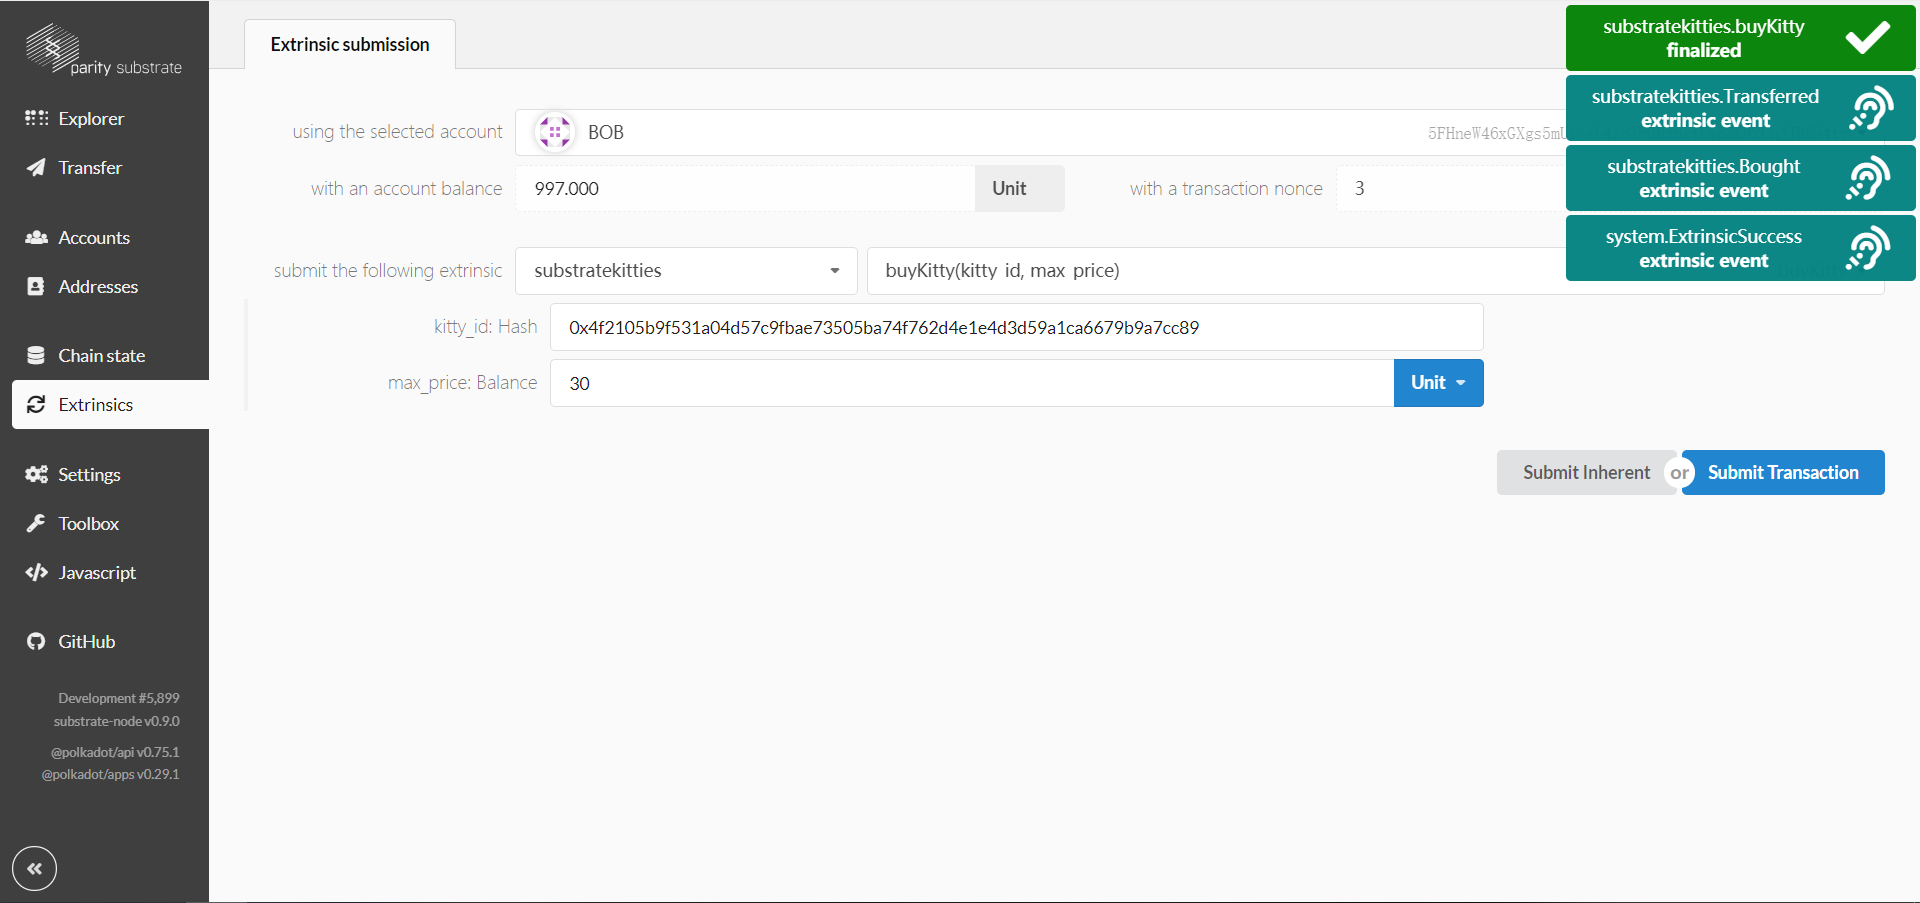 parity substrate
Explorer
Transfer
Accounts
Addresses
Chain state
Extrinsics
Settings
Toolbox
Javascript
GitHub
Development #5,899
substrate-node v0.9.0
@polkadot/api v0.75.1
@polkadot/apps v0.29.1
Extrinsic submission
using the selected account
BOB
5FHneW46xGXgs5mU
with an account balance
997.000
Unit
with a transaction nonce
3
submit the following extrinsic
substratekitties
buyKitty(kitty_id, max_price)
kitty_id: Hash
0x4f2105b9f531a04d57c9fbae73505ba74f762d4e1e4d3d59a1ca6679b9a7cc89
max_price: Balance
30
Unit
Submit Inherent
or
Submit Transaction
substratekitties.buyKitty
finalized
substratekitties.Transferred
extrinsic event
substratekitties.Bought
extrinsic event
system.ExtrinsicSuccess
extrinsic event